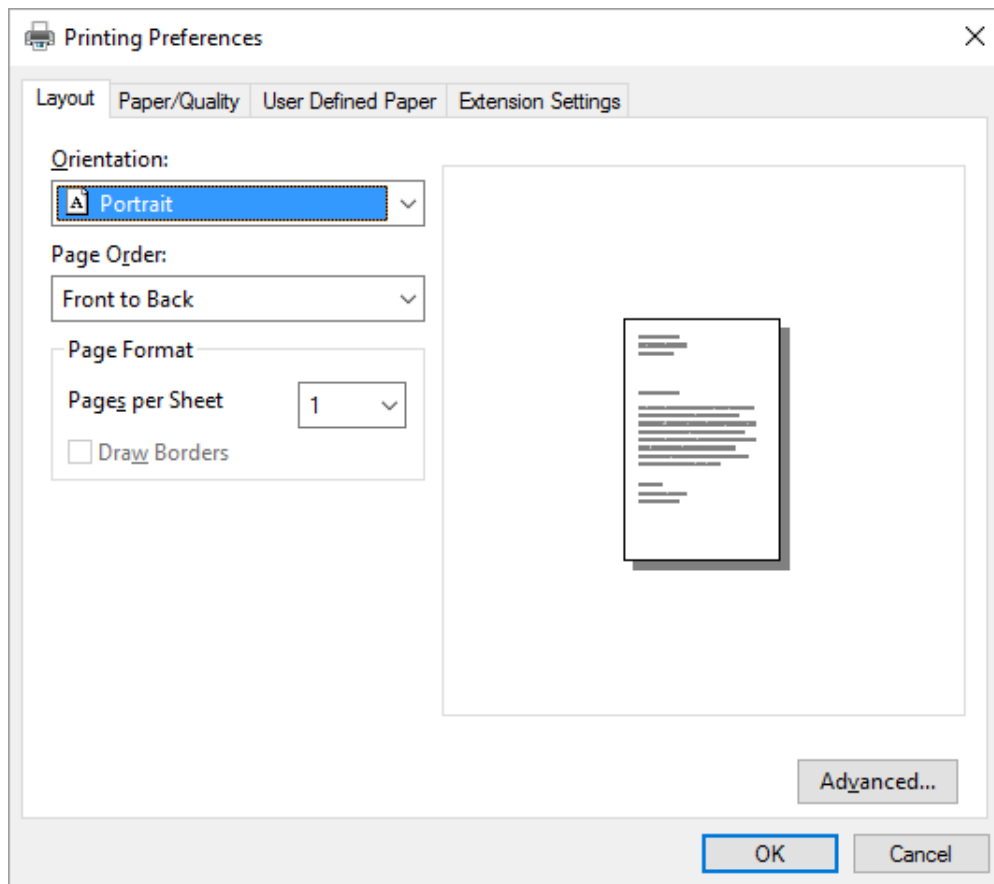 Printing Preferences
Layout Paper/Quality User Defined Paper Extension Settings
Orientation:
A Portrait
Page Order:
Front to Back
Page Format
Pages per Sheet 1
Draw Borders
Advanced...
OK Cancel